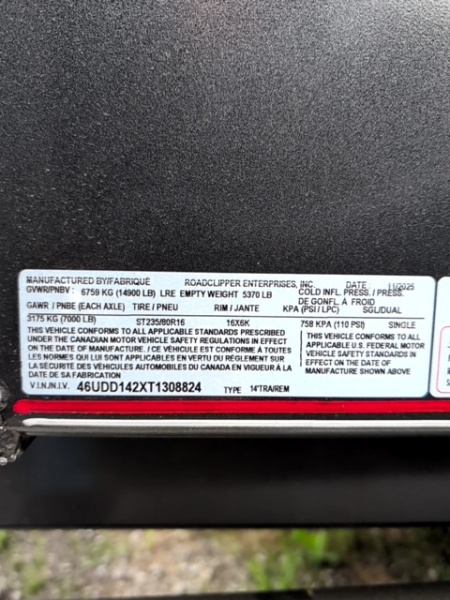 MANUFACTURED BY/FABRIQUÉ ROADCLIPPER ENTERPRISES, INC. DATE 11/2025
GVWR/PNBV : 6759 KG (14900 LB) LRE EMPTY WEIGHT 5370 LB COLD INFL. PRESS. / PRESS.
DE GONFL. À FROID
GAWR / PNBE (EACH AXLE) TIRE / PNEU RIM / JANTE KPA (PSI / LPC) SGL/DUAL
3175 KG (7000 LB) ST235/80R16 16X6K 758 KPA (110 PSI) SINGLE
THIS VEHICLE CONFORMS TO ALL APPLICABLE STANDARDS PRESCRIBED
UNDER THE CANADIAN MOTOR VEHICLE SAFETY REGULATIONS IN EFFECT
ON THE DATE OF MANUFACTURE. / CE VÉHICULE EST CONFORME À
TOUTES LES NORMES QUI LUI SONT APPLICABLES EN VERTU DU RÉGLEMENT SUR
LA SÉCURITÉ DES VÉHICULES AUTOMOBILES DU CANADA EN VIGUEUR À LA
DATE DE SA FABRICATION
THIS VEHICLE CONFORMS TO ALL
APPLICABLE U.S. FEDERAL MOTOR
VEHICLE SAFETY STANDARDS IN
EFFECT ON THE DATE OF
MANUFACTURE SHOWN ABOVE
V.I.N./N.I.V. 46UDD142XT1308824 TYPE 14'TRA/REM